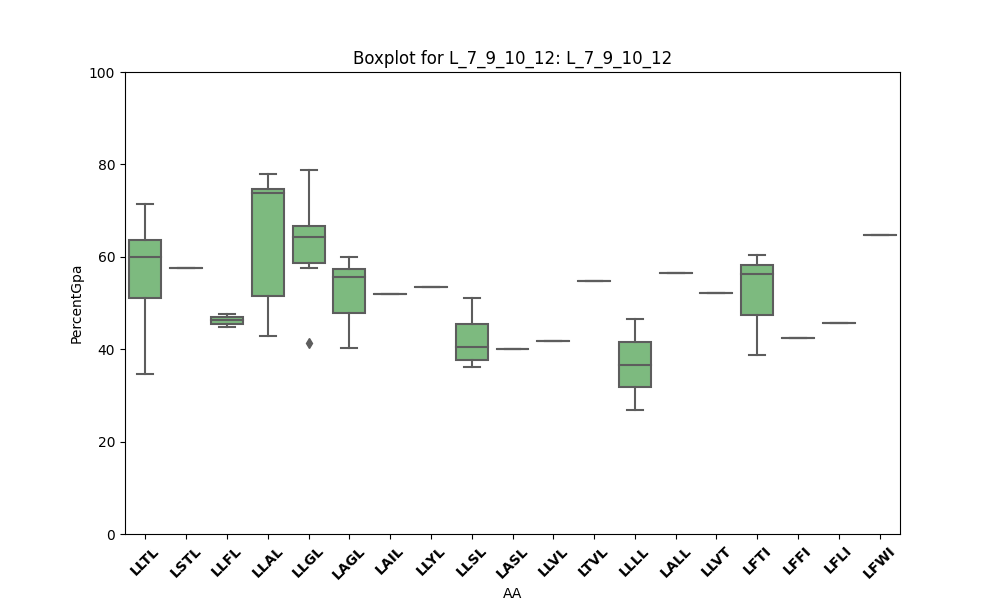 Boxplot for L_7_9_10_12: L_7_9_10_12
100
80
60
40
20
0
PercentGpa
LLTL LSTL LLFL LLAL LLGL LAGL LAIL LLYL LLSL LASL LLVL LTVL LLLL LALL LLVT LFTI LFFI LFLI LFWI
AA